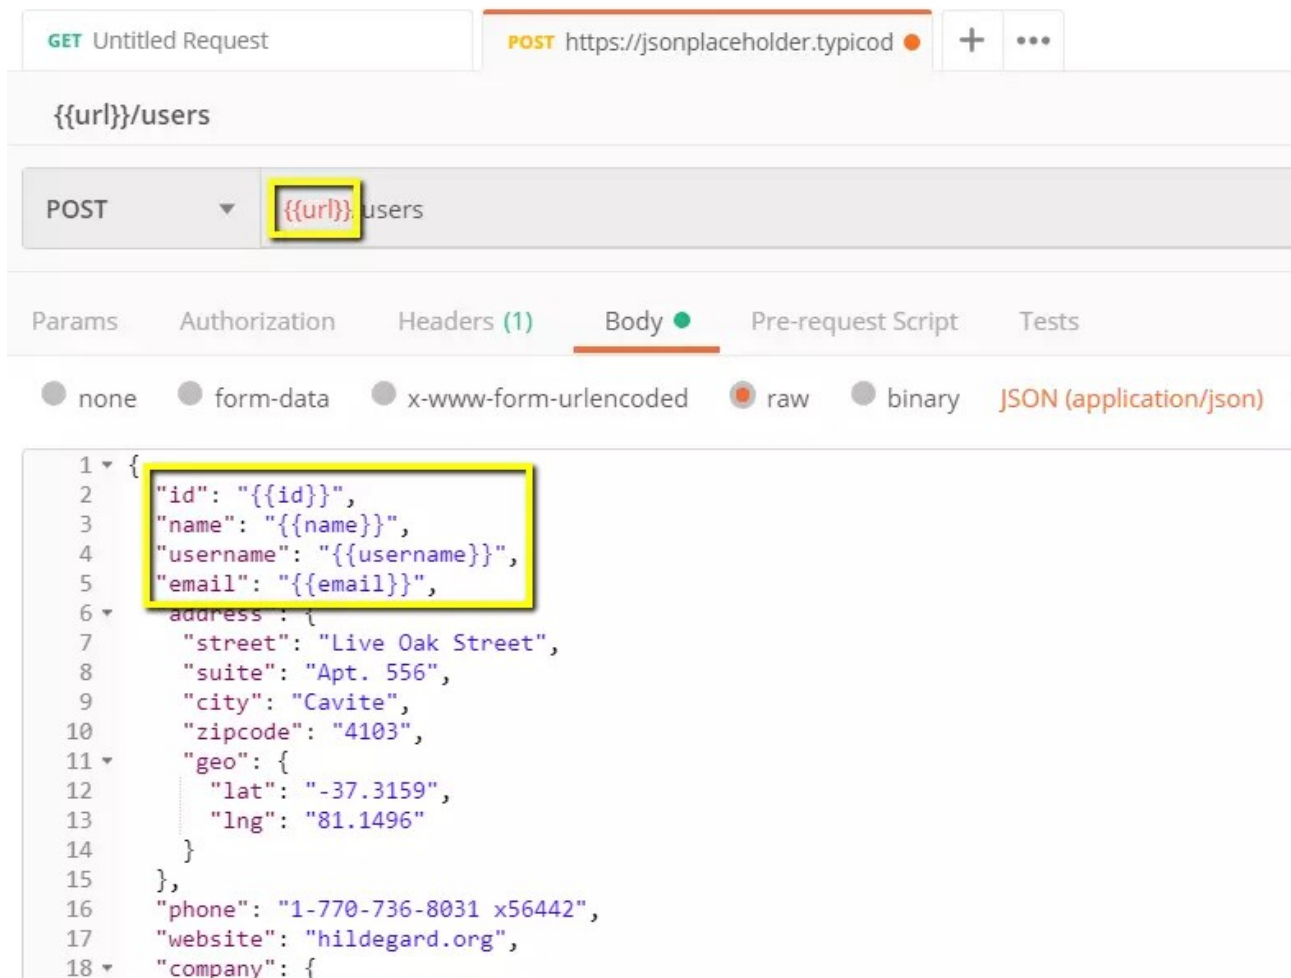 GET Untitled Request
POST https://jsonplaceholder.typicod
+ •••
{{url}}/users
POST {{url}}/users
Params Authorization Headers (1) Body Pre-request Script Tests
none form-data x-www-form-urlencoded raw binary JSON (application/json)
1 {
2 "id": "{{id}}",
3 "name": "{{name}}",
4 "username": "{{username}}",
5 "email": "{{email}}",
6 "address": {
7 "street": "Live Oak Street",
8 "suite": "Apt. 556",
9 "city": "Cavite",
10 "zipcode": "4103",
11 "geo": {
12 "lat": "-37.3159",
13 "lng": "81.1496"
14 }
15 },
16 "phone": "1-770-736-8031 x56442",
17 "website": "hildegard.org",
18 "company": {